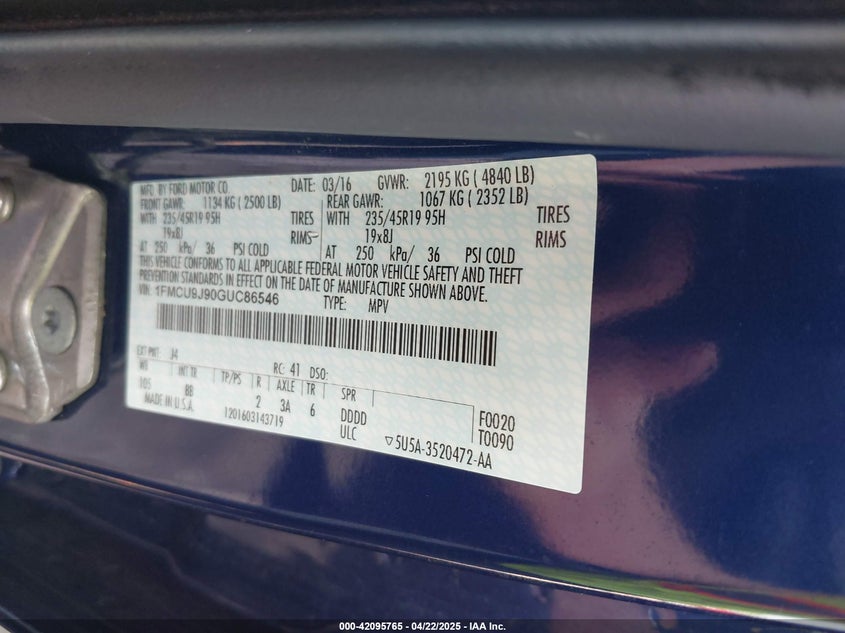 MFD. BY FORD MOTOR CO. DATE: 03/16 GVWR: 2195 KG ( 4840 LB)
FRONT GAWR: 1134 KG ( 2500 LB) REAR GAWR: 1067 KG ( 2352 LB)
WITH 235/45R19 95H TIRES WITH 235/45R19 95H TIRES
19x8J RIMS 19x8J RIMS
AT 250 kPa/ 36 PSI COLD AT 250 kPa/ 36 PSI COLD
THIS VEHICLE CONFORMS TO ALL APPLICABLE FEDERAL MOTOR VEHICLE SAFETY AND THEFT
PREVENTION STANDARDS IN EFFECT ON THE DATE OF MANUFACTURE SHOWN ABOVE.
VIN: 1FMCU9J90GUC86546
TYPE: MPV
EXT PNT: J4 RC: 41 DSO:
WB INT TR TP/PS R AXLE TR SPR
105 BB 2 3A 6 DDDD F0020
MADE IN U.S.A. 1201603143719 ULC T0090
5U5A-3520472-AA
000-42095765 - 04/22/2025 - IAA Inc.